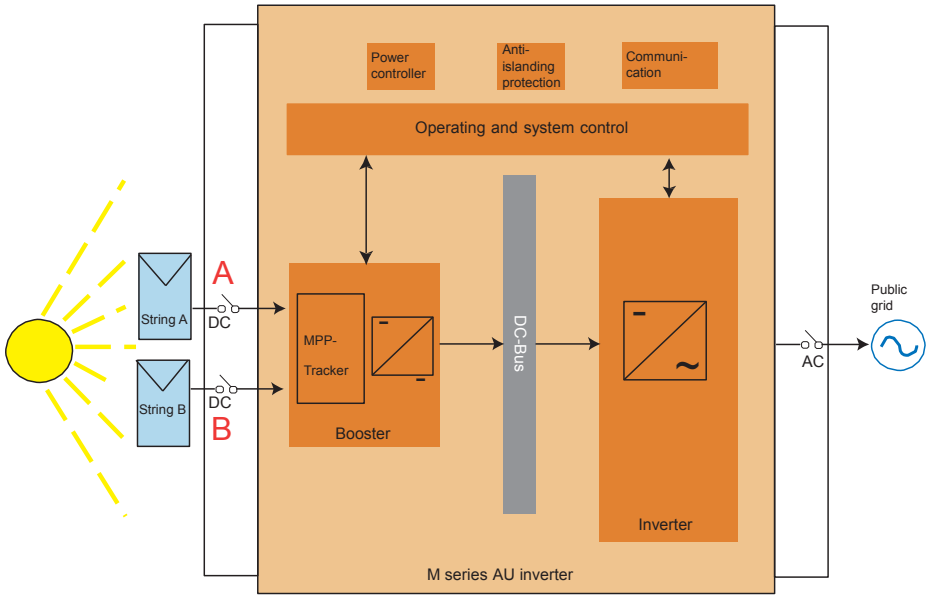 Power
controller
Anti-
islanding
protection
Communi-
cation
Operating and system control
A
String A
DC
MPP-
Tracker
Booster
String B
DC
B
DC-Bus
Inverter
AC
Public
grid
M series AU inverter